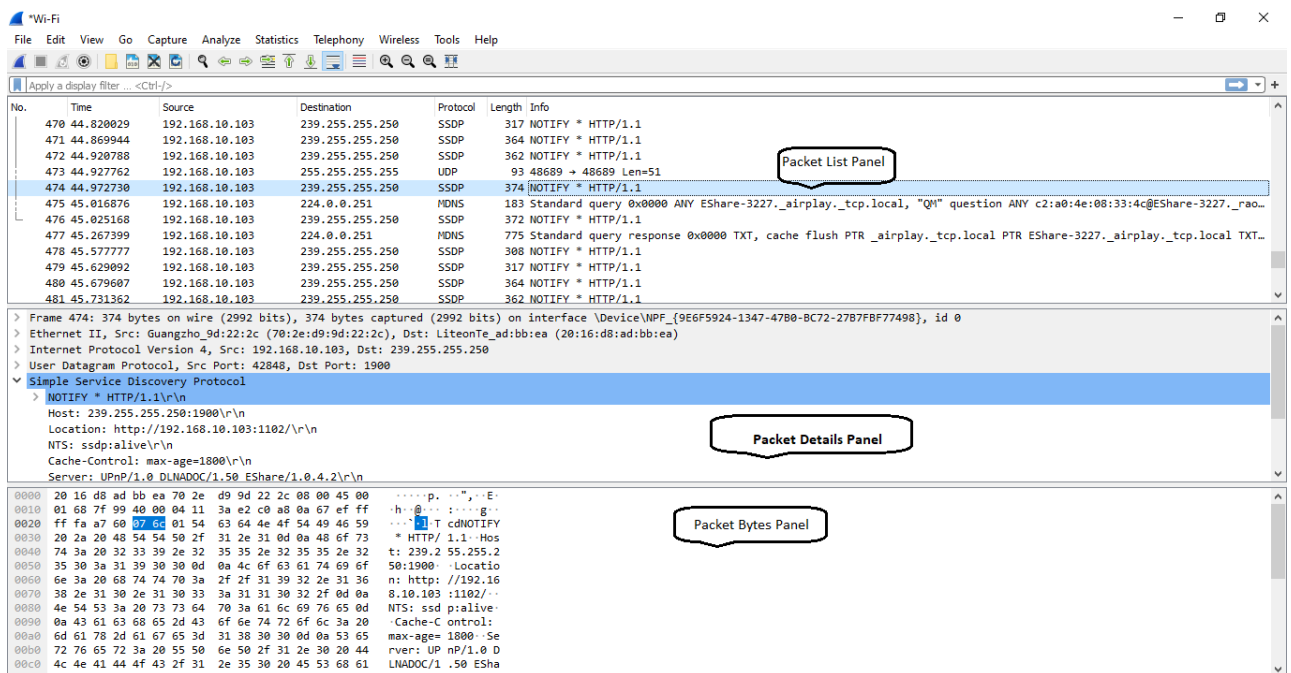 *Wi-Fi
File Edit View Go Capture Analyze Statistics Telephony Wireless Tools Help
Apply a display filter ... <Ctrl-/>
No. Time Source Destination Protocol Length Info
470 44.820029 192.168.10.103 239.255.255.250 SSDP 317 NOTIFY * HTTP/1.1
471 44.869944 192.168.10.103 239.255.255.250 SSDP 364 NOTIFY * HTTP/1.1
472 44.920788 192.168.10.103 239.255.255.250 SSDP 362 NOTIFY * HTTP/1.1
Packet List Panel
473 44.927762 192.168.10.103 255.255.255.255 UDP 93 48689 → 48689 Len=51
474 44.972730 192.168.10.103 239.255.255.250 SSDP 374 NOTIFY * HTTP/1.1
475 45.016876 192.168.10.103 224.0.0.251 MDNS 183 Standard query 0x0000 ANY EShare-3227._airplay._tcp.local, "QM" question ANY c2:a0:4e:08:33:4c@EShare-3227._rao…
476 45.025168 192.168.10.103 239.255.255.250 SSDP 372 NOTIFY * HTTP/1.1
477 45.267399 192.168.10.103 224.0.0.251 MDNS 775 Standard query response 0x0000 TXT, cache flush PTR _airplay._tcp.local PTR EShare-3227._airplay._tcp.local TXT…
478 45.577777 192.168.10.103 239.255.255.250 SSDP 308 NOTIFY * HTTP/1.1
479 45.629092 192.168.10.103 239.255.255.250 SSDP 317 NOTIFY * HTTP/1.1
480 45.679607 192.168.10.103 239.255.255.250 SSDP 364 NOTIFY * HTTP/1.1
481 45.731362 192.168.10.103 239.255.255.250 SSDP 362 NOTIFY * HTTP/1.1
> Frame 474: 374 bytes on wire (2992 bits), 374 bytes captured (2992 bits) on interface \Device\NPF_{9E6F5924-1347-47B0-BC72-27B7FBF77498}, id 0
> Ethernet II, Src: Guangzho_9d:22:2c (70:2e:d9:9d:22:2c), Dst: LiteonTe_ad:bb:ea (20:16:d8:ad:bb:ea)
> Internet Protocol Version 4, Src: 192.168.10.103, Dst: 239.255.255.250
> User Datagram Protocol, Src Port: 42848, Dst Port: 1900
Simple Service Discovery Protocol
> NOTIFY * HTTP/1.1\r\n
Host: 239.255.255.250:1900\r\n
Location: http://192.168.10.103:1102/\r\n
Packet Details Panel
NTS: ssdp:alive\r\n
Cache-Control: max-age=1800\r\n
Server: UPnP/1.0 DLNADOC/1.50 EShare/1.0.4.2\r\n
0000 20 16 d8 ad bb ea 70 2e d9 9d 22 2c 08 00 45 00 ·····p. ··",··E·
0010 01 68 7f 99 40 00 04 11 3a e2 c0 a8 0a 67 ef ff ·h··@··· :····g··
0020 ff fa a7 60 07 6c 01 54 63 64 4e 4f 54 49 46 59 ···`·l·T cdNOTIFY
Packet Bytes Panel
0030 20 2a 20 48 54 54 50 2f 31 2e 31 0d 0a 48 6f 73 * HTTP/ 1.1··Hos
0040 74 3a 20 32 33 39 2e 32 35 35 2e 32 35 35 2e 32 t: 239.2 55.255.2
0050 35 30 3a 31 39 30 30 0d 0a 4c 6f 63 61 74 69 6f 50:1900· ·Locatio
0060 6e 3a 20 68 74 74 70 3a 2f 2f 31 39 32 2e 31 36 n: http: //192.16
0070 38 2e 31 30 2e 31 30 33 3a 31 31 30 32 2f 0d 0a 8.10.103 :1102/··
0080 4e 54 53 3a 20 73 73 64 70 3a 61 6c 69 76 65 0d NTS: ssd p:alive·
0090 0a 43 61 63 68 65 2d 43 6f 6e 74 72 6f 6c 3a 20 ·Cache-C ontrol:
00a0 6d 61 78 2d 61 67 65 3d 31 38 30 30 0d 0a 53 65 max-age= 1800··Se
00b0 72 76 65 72 3a 20 55 50 6e 50 2f 31 2e 30 20 44 rver: UP nP/1.0 D
00c0 4c 4e 41 44 4f 43 2f 31 2e 35 30 20 45 53 68 61 LNADOC/1 .50 ESha